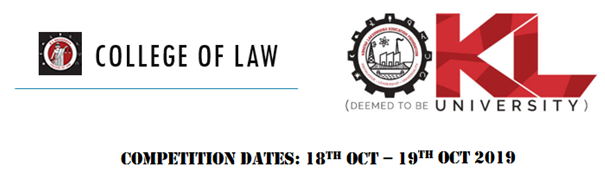 COLLEGE OF LAW
KL
(DEEMED TO BE UNIVERSITY)
COMPETITION DATES: 18TH OCT – 19TH OCT 2019